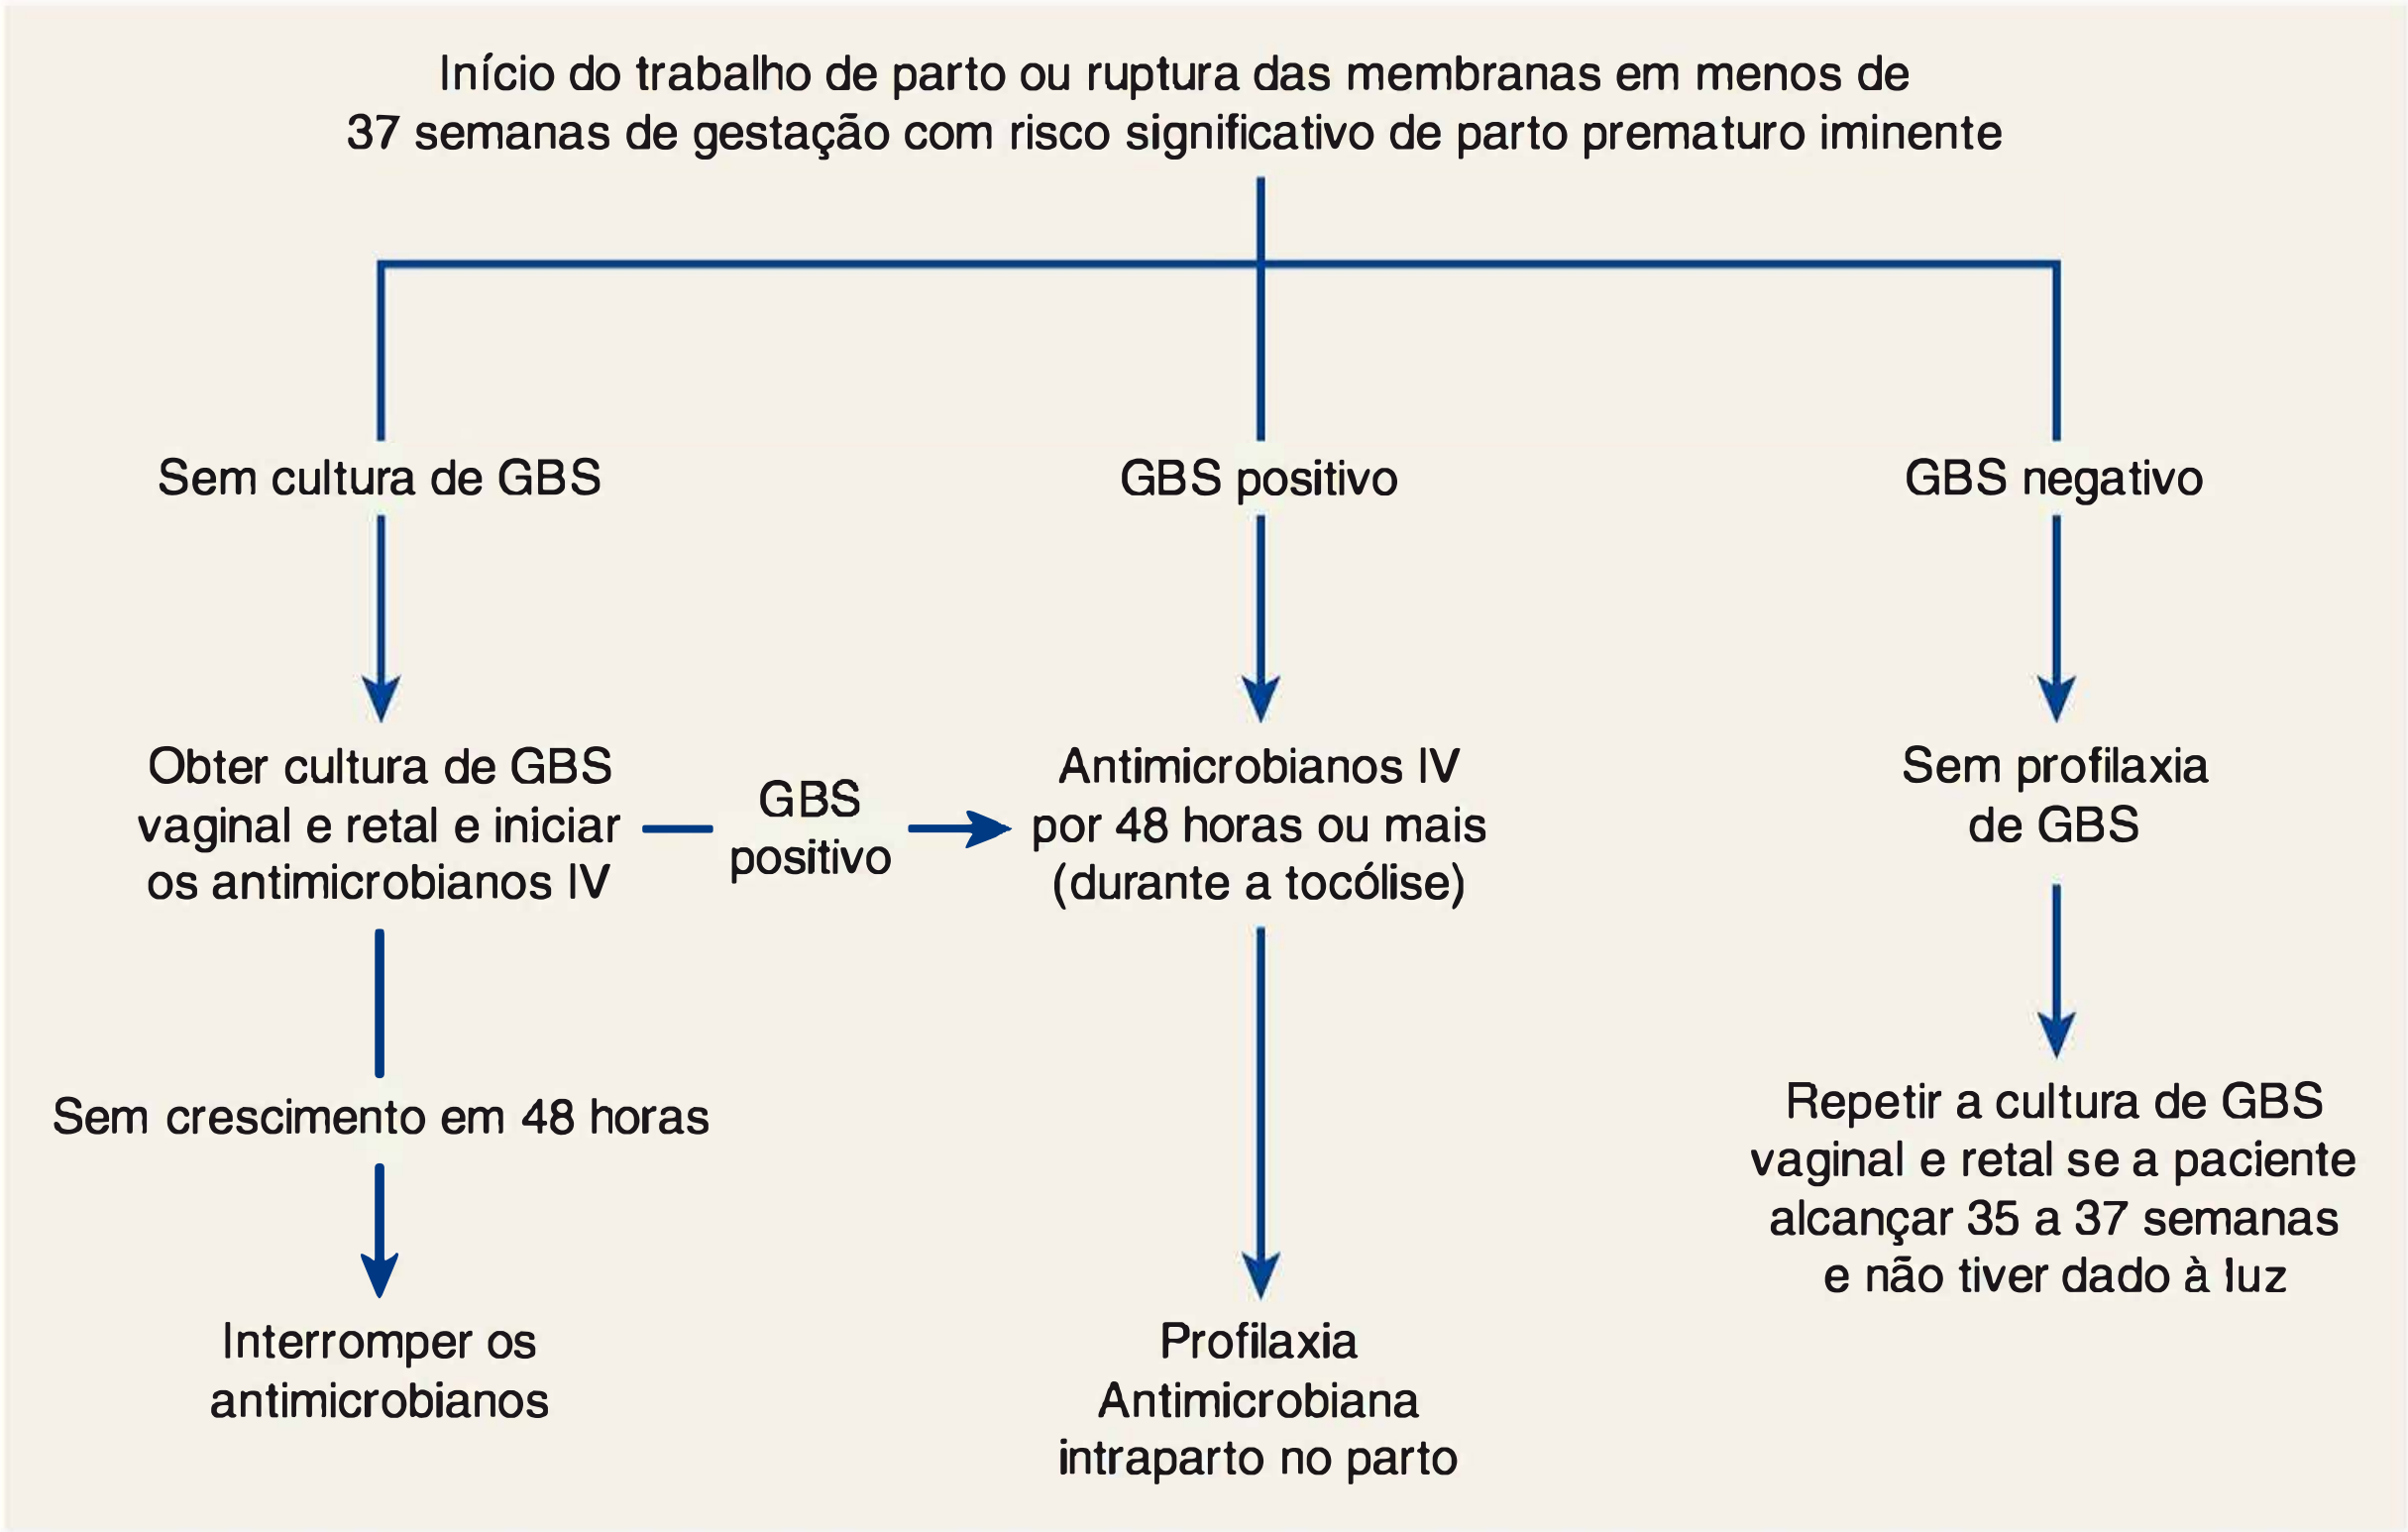 Início do trabalho de parto ou ruptura das membranas em menos de
37 semanas de gestação com risco significativo de parto prematuro iminente
Sem cultura de GBS
GBS positivo
GBS negativo
Obter cultura de GBS
vaginal e retal e iniciar
os antimicrobianos IV
GBS
positivo
Antimicrobianos IV
por 48 horas ou mais
(durante a tocólise)
Sem profilaxia
de GBS
Sem crescimento em 48 horas
Interromper os
antimicrobianos
Profilaxia
Antimicrobiana
intraparto no parto
Repetir a cultura de GBS
vaginal e retal se a paciente
alcançar 35 a 37 semanas
e não tiver dado à luz